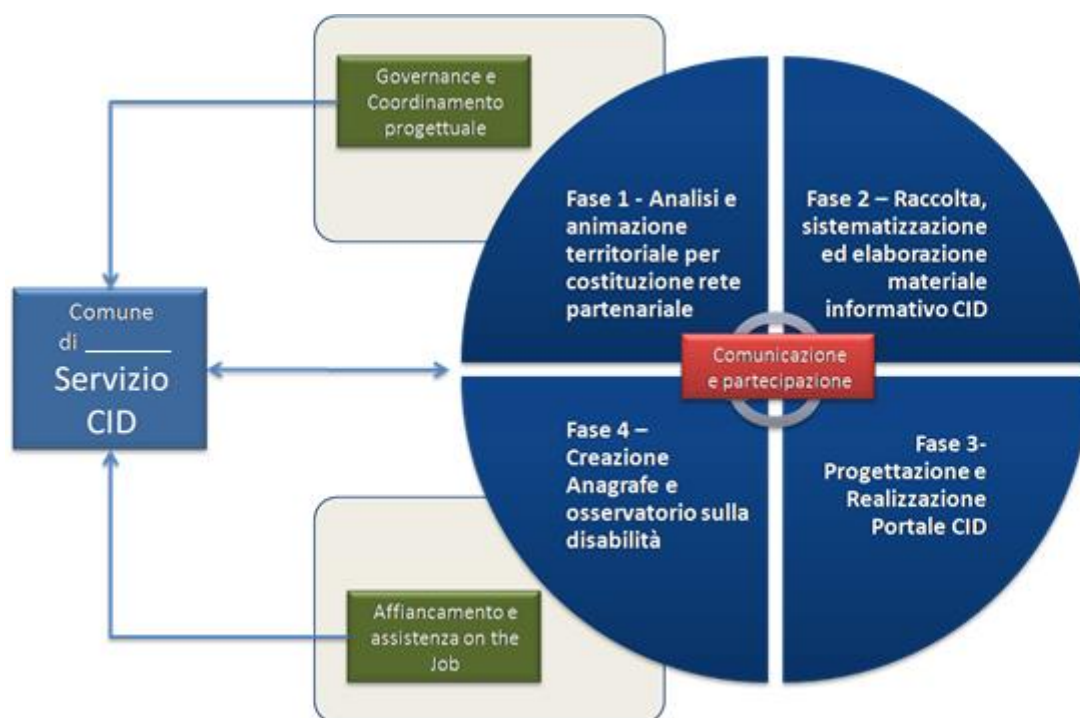 Governance e
Coordinamento
progettuale
Fase 1 - Analisi e
animazione
territoriale per
costituzione rete
partenariale
Fase 2 – Raccolta,
sistematizzazione
ed elaborazione
materiale
informativo CID
Comune
di _______
Servizio
CID
Comunicazione
e partecipazione
Fase 4 –
Creazione
Anagrafe e
osservatorio sulla
disabilità
Fase 3-
Progettazione e
Realizzazione
Portale CID
Affiancamento e
assistenza on the
Job